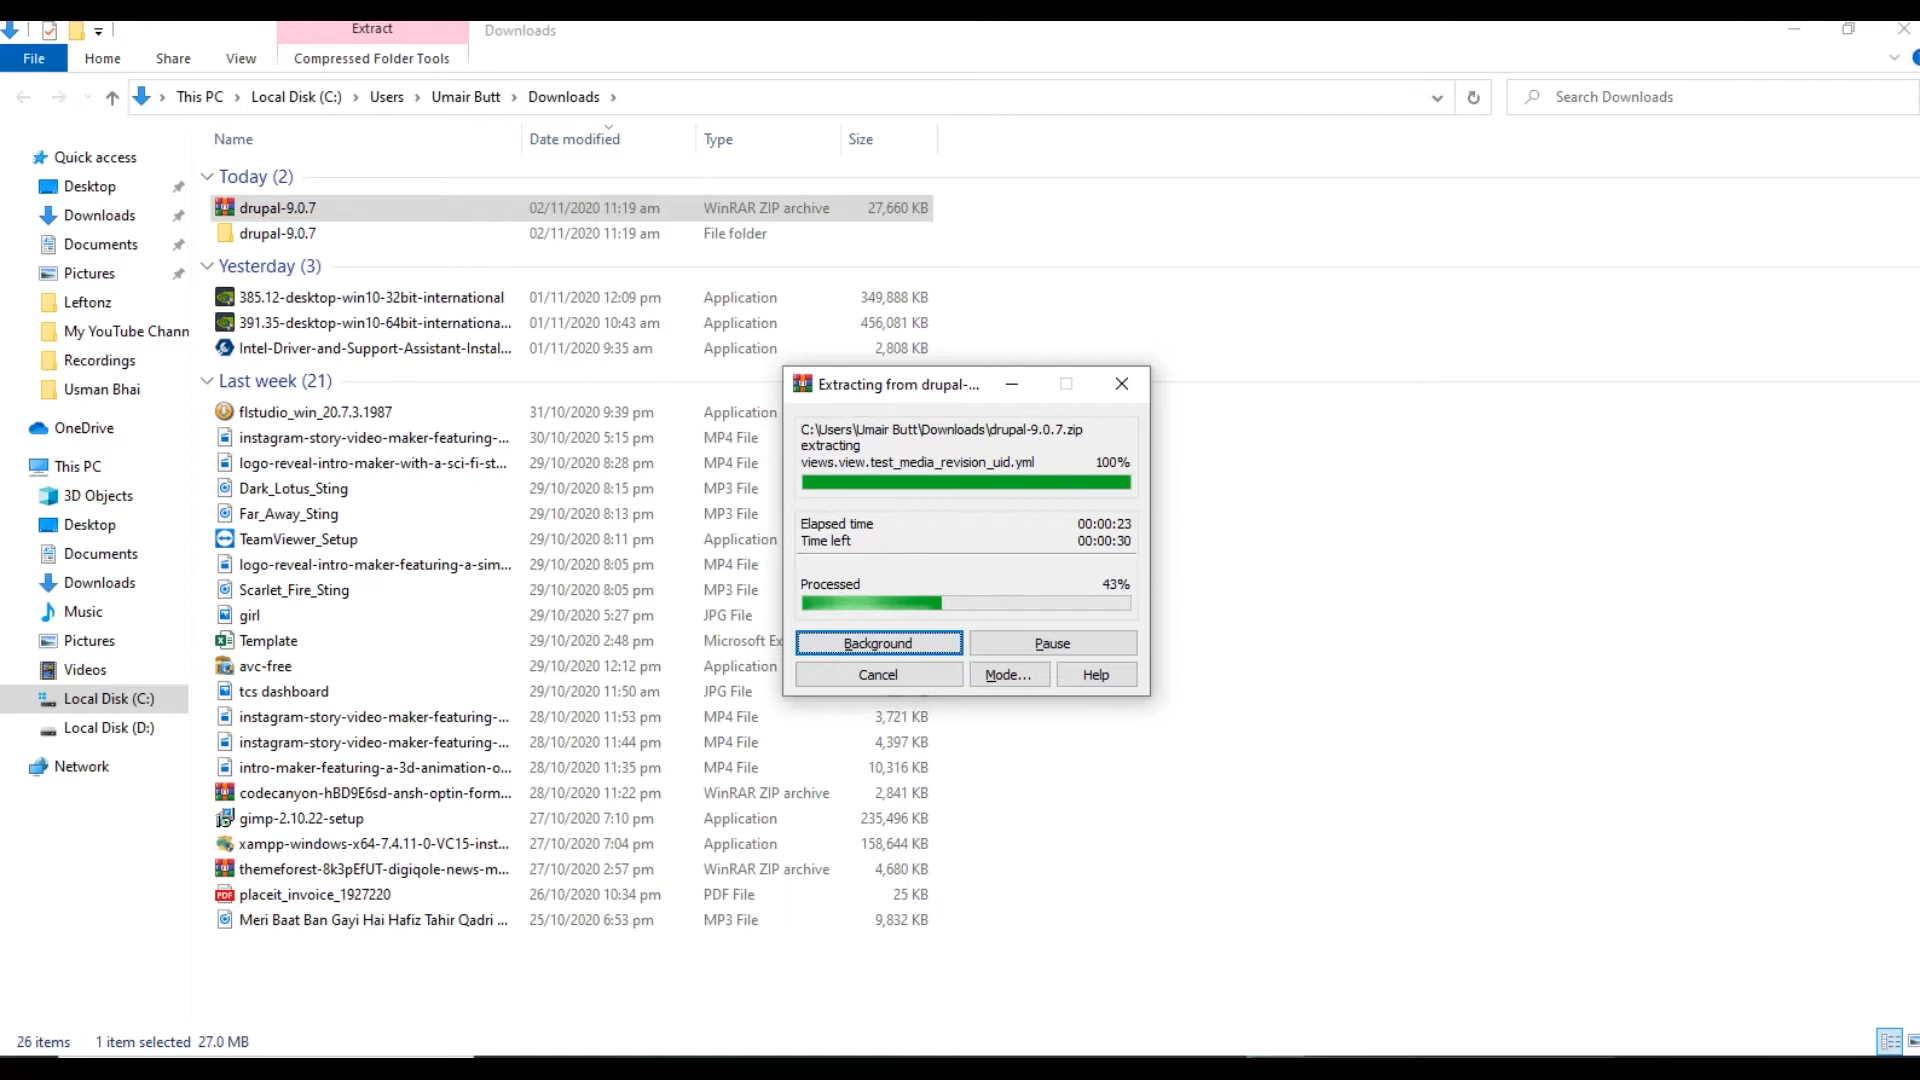 Extract
Downloads
File
Home
Share
View
Compressed Folder Tools
This PC
Local Disk (C:)
Users
Umair Butt
Downloads
Search Downloads
Name
Date modified
Type
Size
Quick access
Desktop
Downloads
Documents
Pictures
Leftonz
My YouTube Chann
Recordings
Usman Bhai
OneDrive
This PC
3D Objects
Desktop
Documents
Downloads
Music
Pictures
Videos
Local Disk (C:)
Local Disk (D:)
Network
Today (2)
drupal-9.0.7 02/11/2020 11:19 am WinRAR ZIP archive 27,660 KB
drupal-9.0.7 02/11/2020 11:19 am File folder
Yesterday (3)
385.12-desktop-win10-32bit-international 01/11/2020 12:09 pm Application 349,888 KB
391.35-desktop-win10-64bit-internationa... 01/11/2020 10:43 am Application 456,081 KB
Intel-Driver-and-Support-Assistant-Instal... 01/11/2020 9:35 am Application 2,808 KB
Last week (21)
flstudio_win_20.7.3.1987 31/10/2020 9:39 pm Application
instagram-story-video-maker-featuring-... 30/10/2020 5:15 pm MP4 File
logo-reveal-intro-maker-with-a-sci-fi-st... 29/10/2020 8:28 pm MP4 File
Dark_Lotus_Sting 29/10/2020 8:15 pm MP3 File
Far_Away_Sting 29/10/2020 8:13 pm MP3 File
TeamViewer_Setup 29/10/2020 8:11 pm Application
logo-reveal-intro-maker-featuring-a-sim... 29/10/2020 8:05 pm MP4 File
Scarlet_Fire_Sting 29/10/2020 8:05 pm MP3 File
girl 29/10/2020 5:27 pm JPG File
Template 29/10/2020 2:48 pm Microsoft Ex
avc-free 29/10/2020 12:12 pm Application
tcs dashboard 29/10/2020 11:50 am JPG File
instagram-story-video-maker-featuring-... 28/10/2020 11:53 pm MP4 File 3,721 KB
instagram-story-video-maker-featuring-... 28/10/2020 11:44 pm MP4 File 4,397 KB
intro-maker-featuring-a-3d-animation-o... 28/10/2020 11:35 pm MP4 File 10,316 KB
codecanyon-hBD9E6sd-ansh-optin-form... 28/10/2020 11:22 pm WinRAR ZIP archive 2,841 KB
gimp-2.10.22-setup 27/10/2020 7:10 pm Application 235,496 KB
xampp-windows-x64-7.4.11-0-VC15-inst... 27/10/2020 7:04 pm Application 158,644 KB
themeforest-8k3pEfUT-digiqole-news-m... 27/10/2020 2:57 pm WinRAR ZIP archive 4,680 KB
placeit_invoice_1927220 26/10/2020 10:34 pm PDF File 25 KB
Meri Baat Ban Gayi Hai Hafiz Tahir Qadri ... 25/10/2020 6:53 pm MP3 File 9,832 KB
Extracting from drupal-...
C:\Users\Umair Butt\Downloads\drupal-9.0.7.zip
extracting
views.view.test_media_revision_uid.yml 100%
Elapsed time 00:00:23
Time left 00:00:30
Processed 43%
Background
Pause
Cancel
Mode...
Help
26 items 1 item selected 27.0 MB